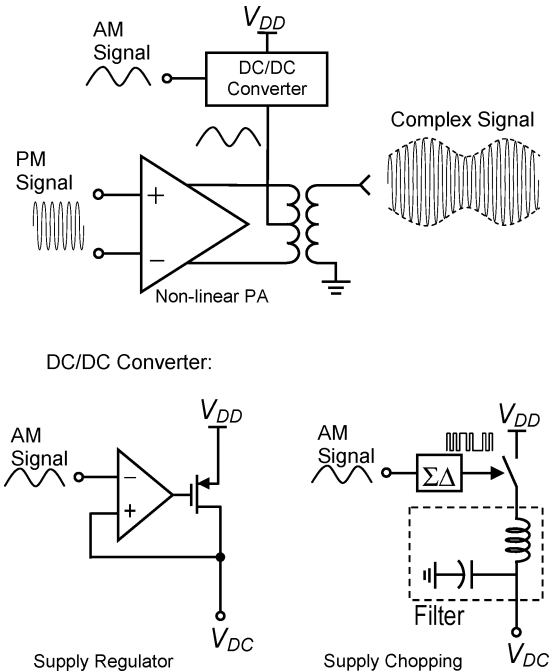 AM
Signal
V_DD
DC/DC
Converter
Complex Signal
PM
Signal
+
−
Non-linear PA
DC/DC Converter:
AM
Signal
V_DD
−
+
V_DC
Supply Regulator
AM
Signal
V_DD
ΣΔ
Filter
V_DC
Supply Chopping